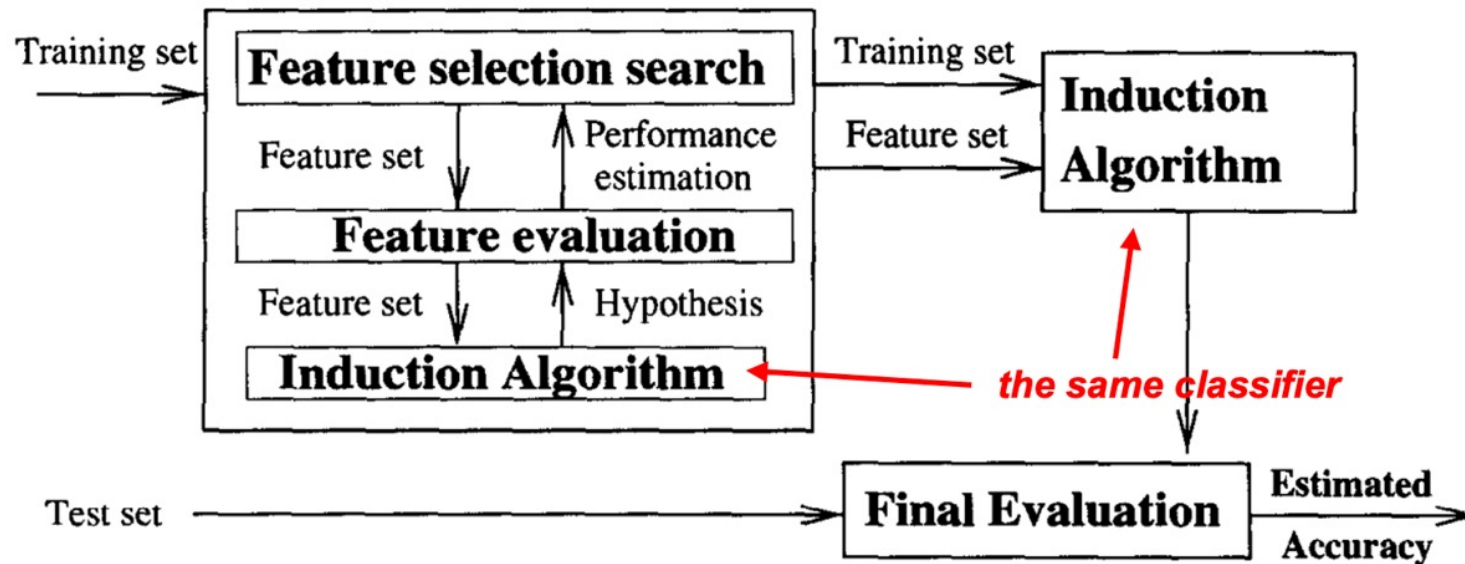 Training set
Feature selection search
Feature set
Performance
estimation
Feature evaluation
Feature set
Hypothesis
Induction Algorithm
Training set
Feature set
Induction
Algorithm
the same classifier
Test set
Final Evaluation
Estimated
Accuracy